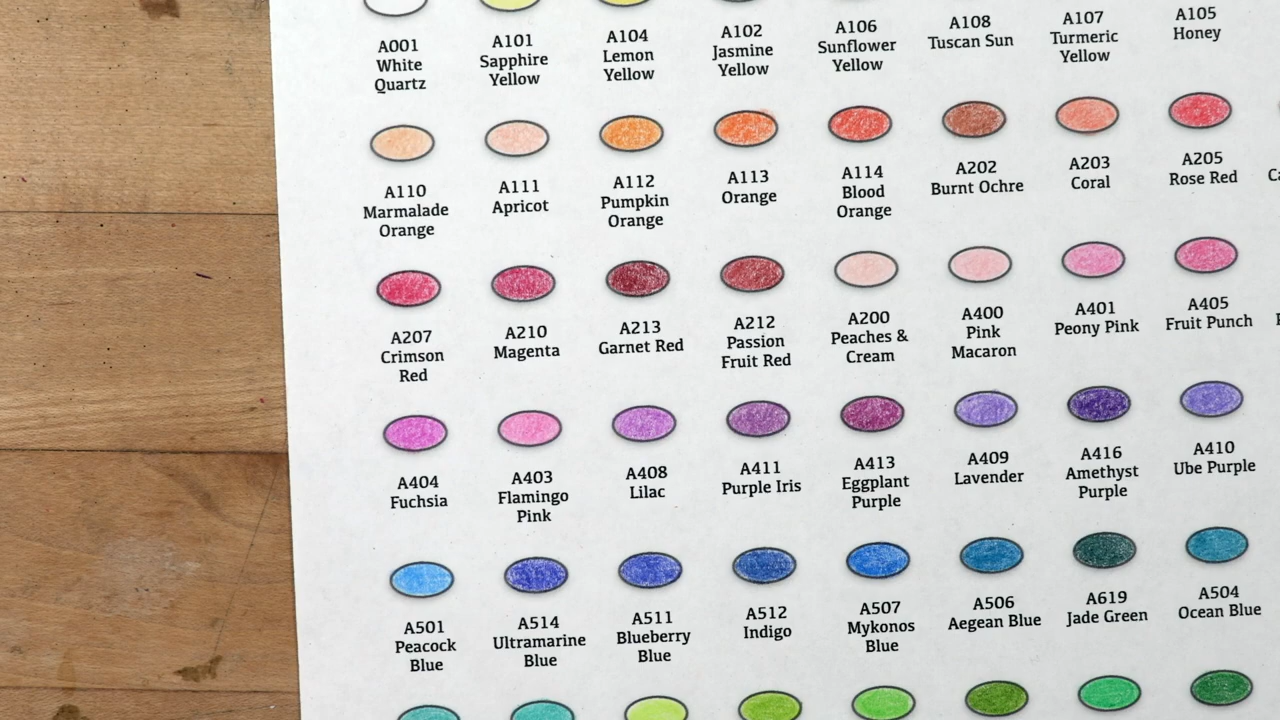 A001
White
Quartz
A101
Sapphire
Yellow
A104
Lemon
Yellow
A102
Jasmine
Yellow
A106
Sunflower
Yellow
A108
Tuscan Sun
A107
Turmeric
Yellow
A105
Honey
A110
Marmalade
Orange
A111
Apricot
A112
Pumpkin
Orange
A113
Orange
A114
Blood
Orange
A202
Burnt Ochre
A203
Coral
A205
Rose Red
A207
Crimson
Red
A210
Magenta
A213
Garnet Red
A212
Passion
Fruit Red
A200
Peaches &
Cream
A400
Pink
Macaron
A401
Peony Pink
A405
Fruit Punch
A404
Fuchsia
A403
Flamingo
Pink
A408
Lilac
A411
Purple Iris
A413
Eggplant
Purple
A409
Lavender
A416
Amethyst
Purple
A410
Ube Purple
A501
Peacock
Blue
A514
Ultramarine
Blue
A511
Blueberry
Blue
A512
Indigo
A507
Mykonos
Blue
A506
Aegean Blue
A619
Jade Green
A504
Ocean Blue